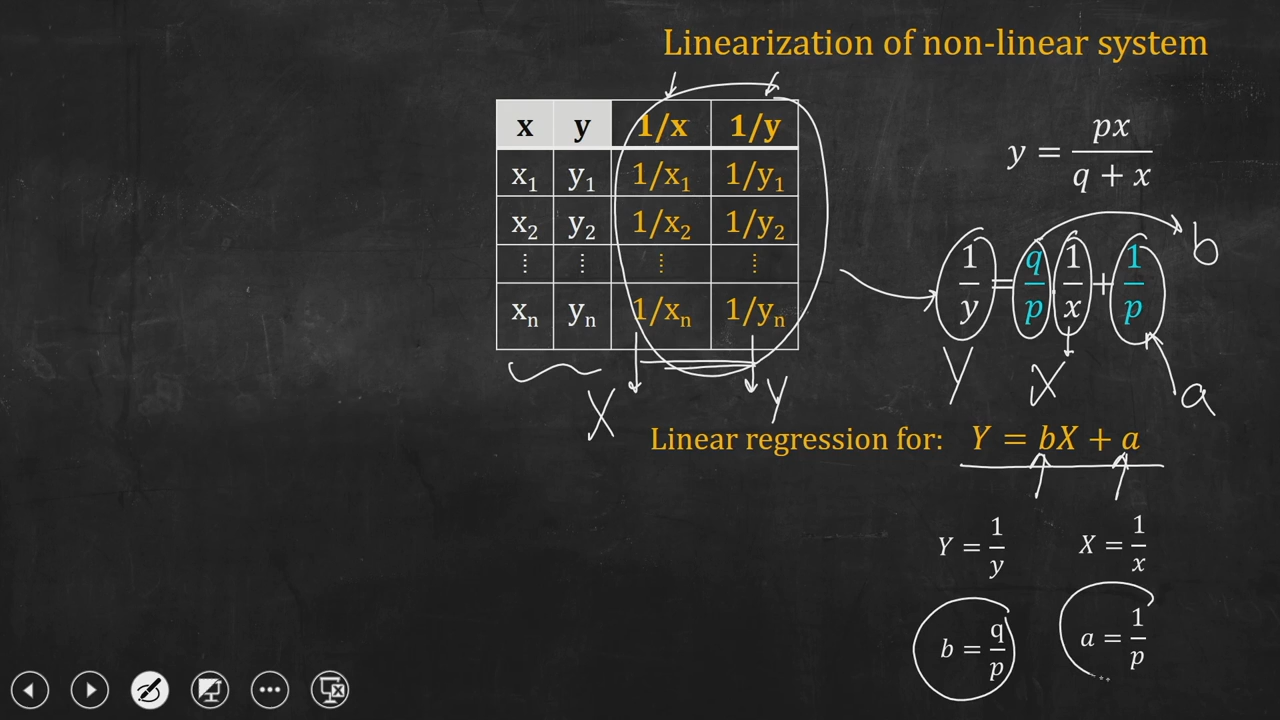 Linearization of non-linear system
x y 1/x 1/y
x₁ y₁ 1/x₁ 1/y₁
x₂ y₂ 1/x₂ 1/y₂
⋮ ⋮ ⋮ ⋮
xₙ yₙ 1/xₙ 1/yₙ
X Y
y = px / (q + x)
1/y = q/p . 1/x + 1/p
b
Y X a
Linear regression for: Y = bX + a
Y = 1/y X = 1/x
b = q/p a = 1/p